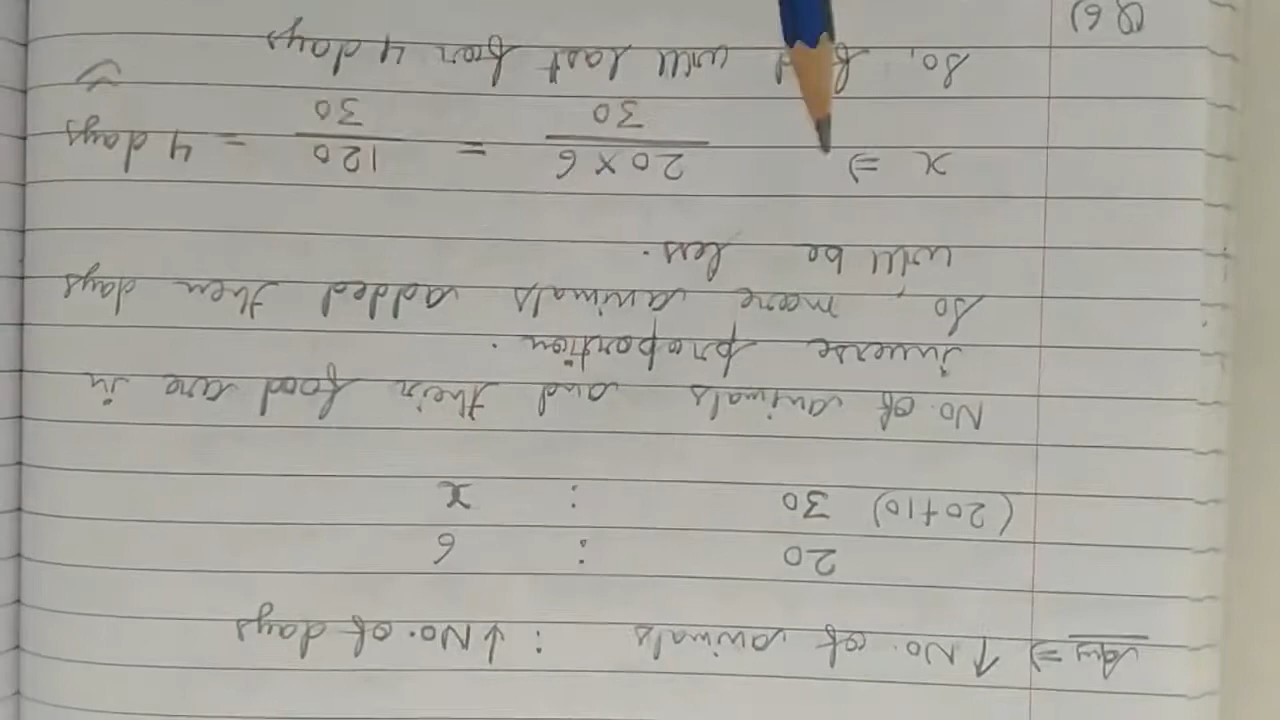 Ans ⇒ ↑ No. of animals : ↓ No. of days
20 : 6
(20+10) 30 : x
No. of animals and their food are in
inverse proportion.
So, more animals added then days
will be less.
x ⇒ 20 × 6 / 30 = 120 / 30 = 4 days
So, will last for 4 days
Q 6)